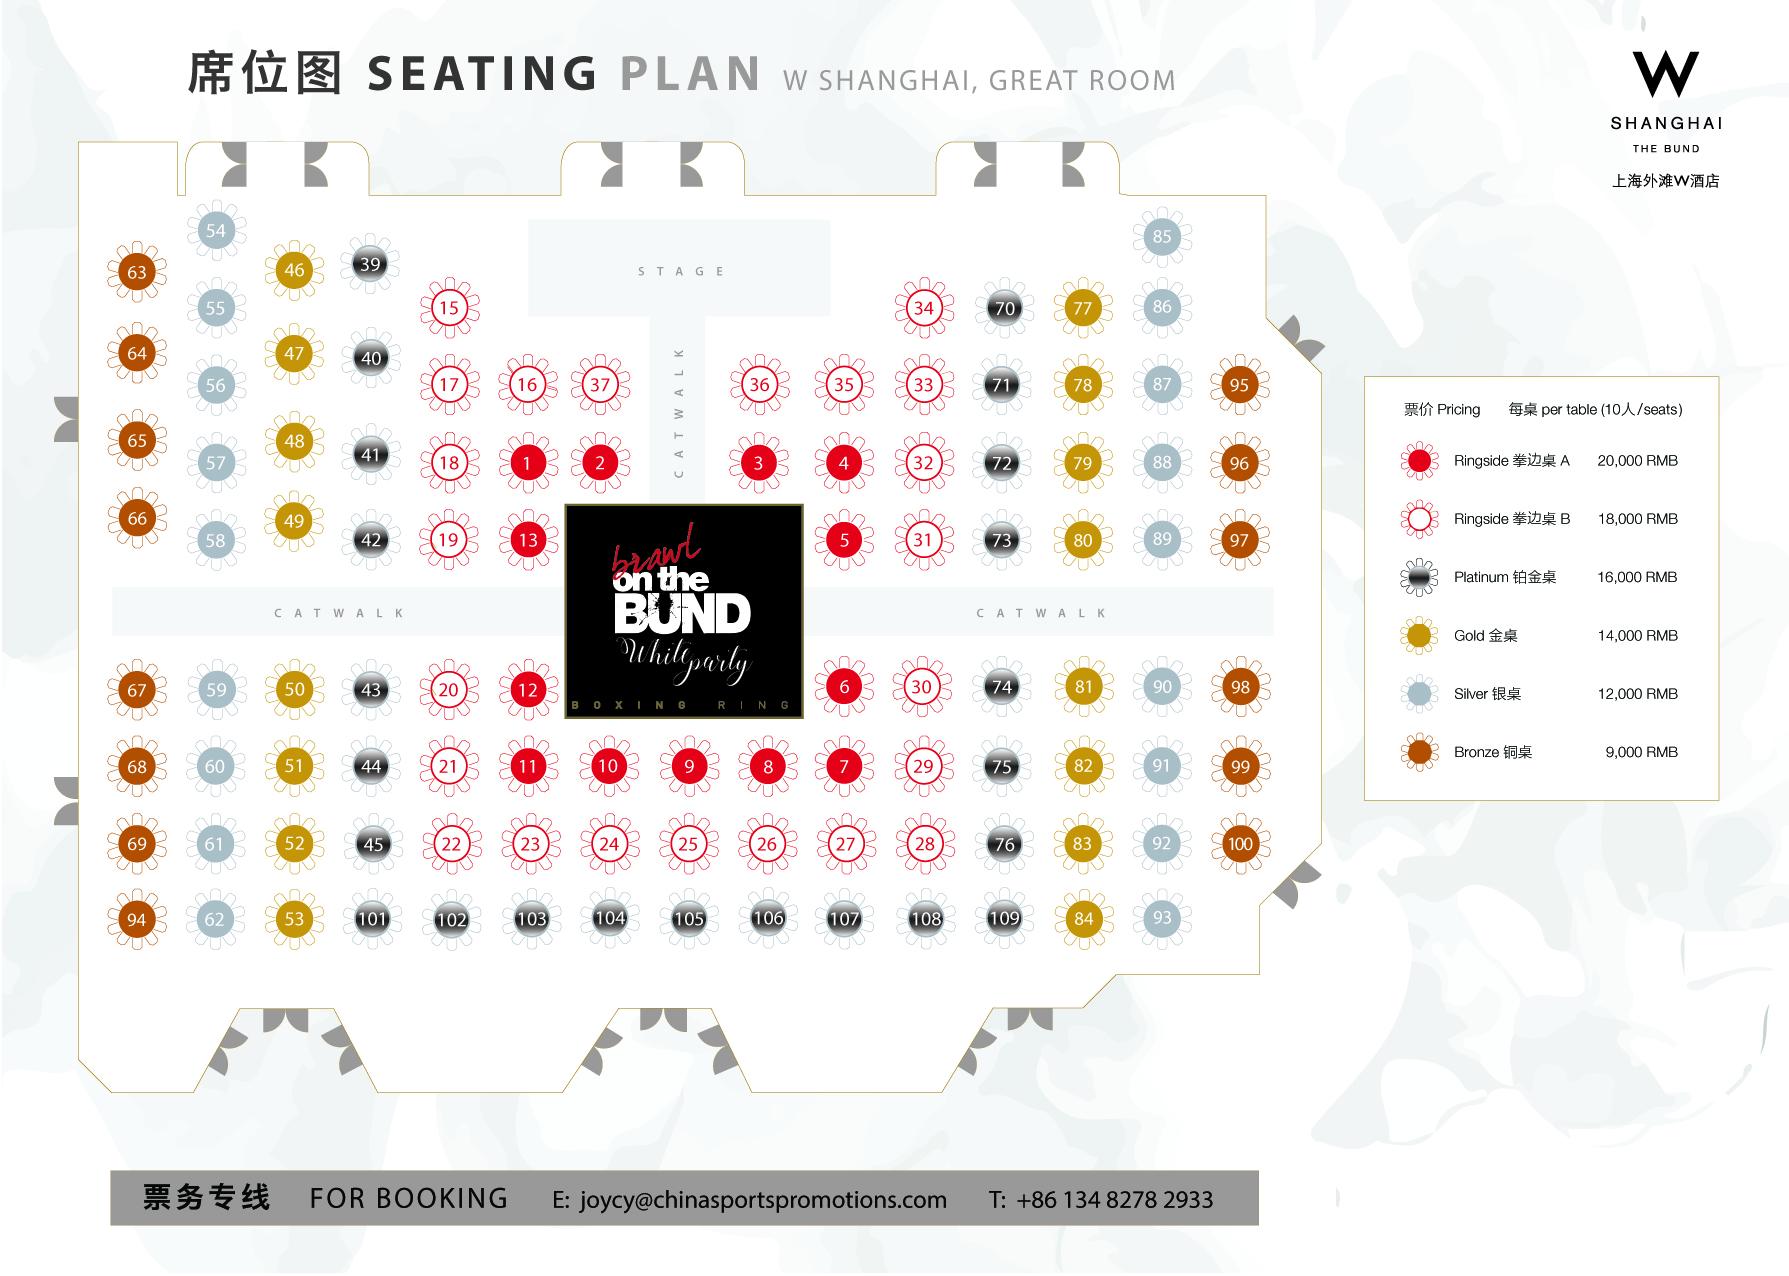 席位图 SEATING PLAN W SHANGHAI, GREAT ROOM
W
SHANGHAI
THE BUND
上海外滩W酒店
54
85
63 46 39
STAGE
55 15 34 70 77 86
64 47 40
56 17 16 37 36 35 33 71 78 87 95
CATWALK
65 48 41
57 18 1 2 3 4 32 72 79 88 96
66 49
58 42 19 13 5 31 73 80 89 97
brawl
on the
BUND
White party
BOXING RING
CATWALK
CATWALK
67 59 50 43 20 12 6 30 74 81 90 98
68 60 51 44 21 11 10 9 8 7 29 75 82 91 99
69 61 52 45 22 23 24 25 26 27 28 76 83 92 100
94 62 53 101 102 103 104 105 106 107 108 109 84 93
票价 Pricing 每桌 per table (10人/seats)
Ringside 拳边桌 A 20,000 RMB
Ringside 拳边桌 B 18,000 RMB
Platinum 铂金桌 16,000 RMB
Gold 金桌 14,000 RMB
Silver 银桌 12,000 RMB
Bronze 铜桌 9,000 RMB
票务专线 FOR BOOKING E: joycy@chinasportspromotions.com T: +86 134 8278 2933